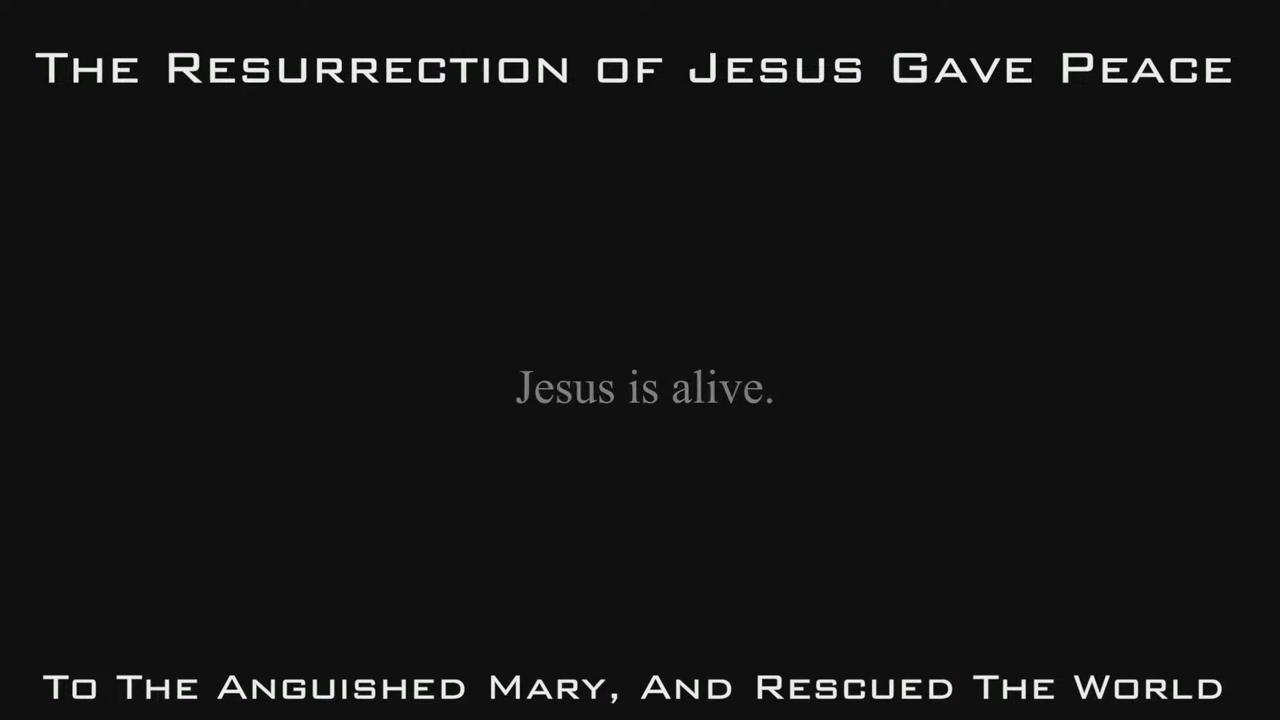 The Resurrection of Jesus Gave Peace
Jesus is alive.
To The Anguished Mary, And Rescued The World